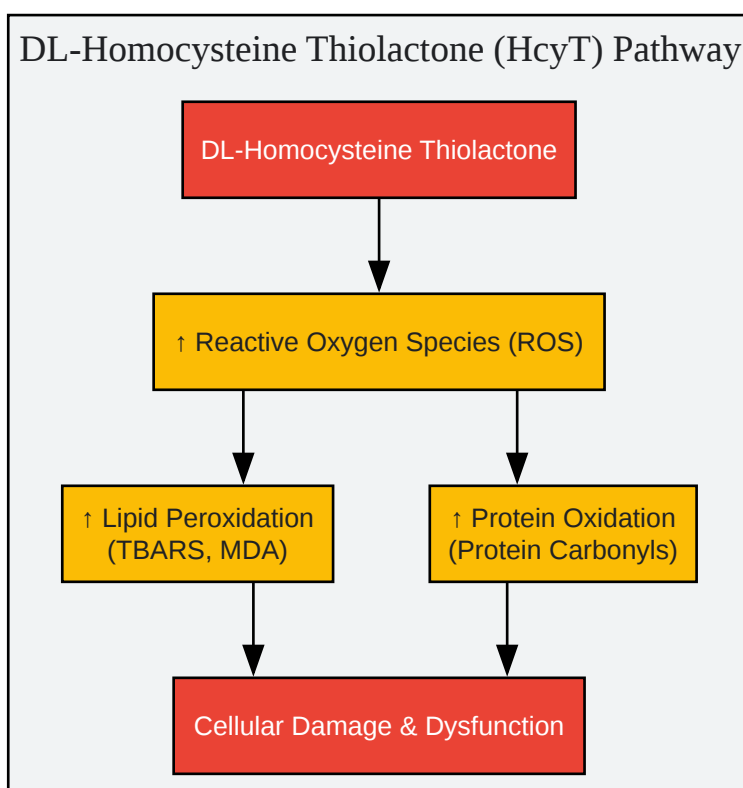 DL-Homocysteine Thiolactone (HcyT) Pathway
DL-Homocysteine Thiolactone
↑ Reactive Oxygen Species (ROS)
↑ Lipid Peroxidation
(TBARS, MDA)
↑ Protein Oxidation
(Protein Carbonyls)
Cellular Damage & Dysfunction